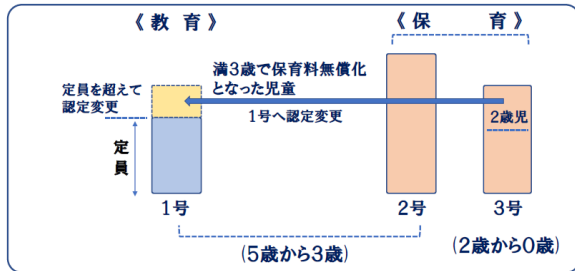 《 教 育 》
《 保 育 》
定員を超えて
認定変更
満3歳で保育料無償化
となった児童
1号へ認定変更
2歳児
定
員
1号
2号
3号
(5歳から3歳)
(2歳から0歳)